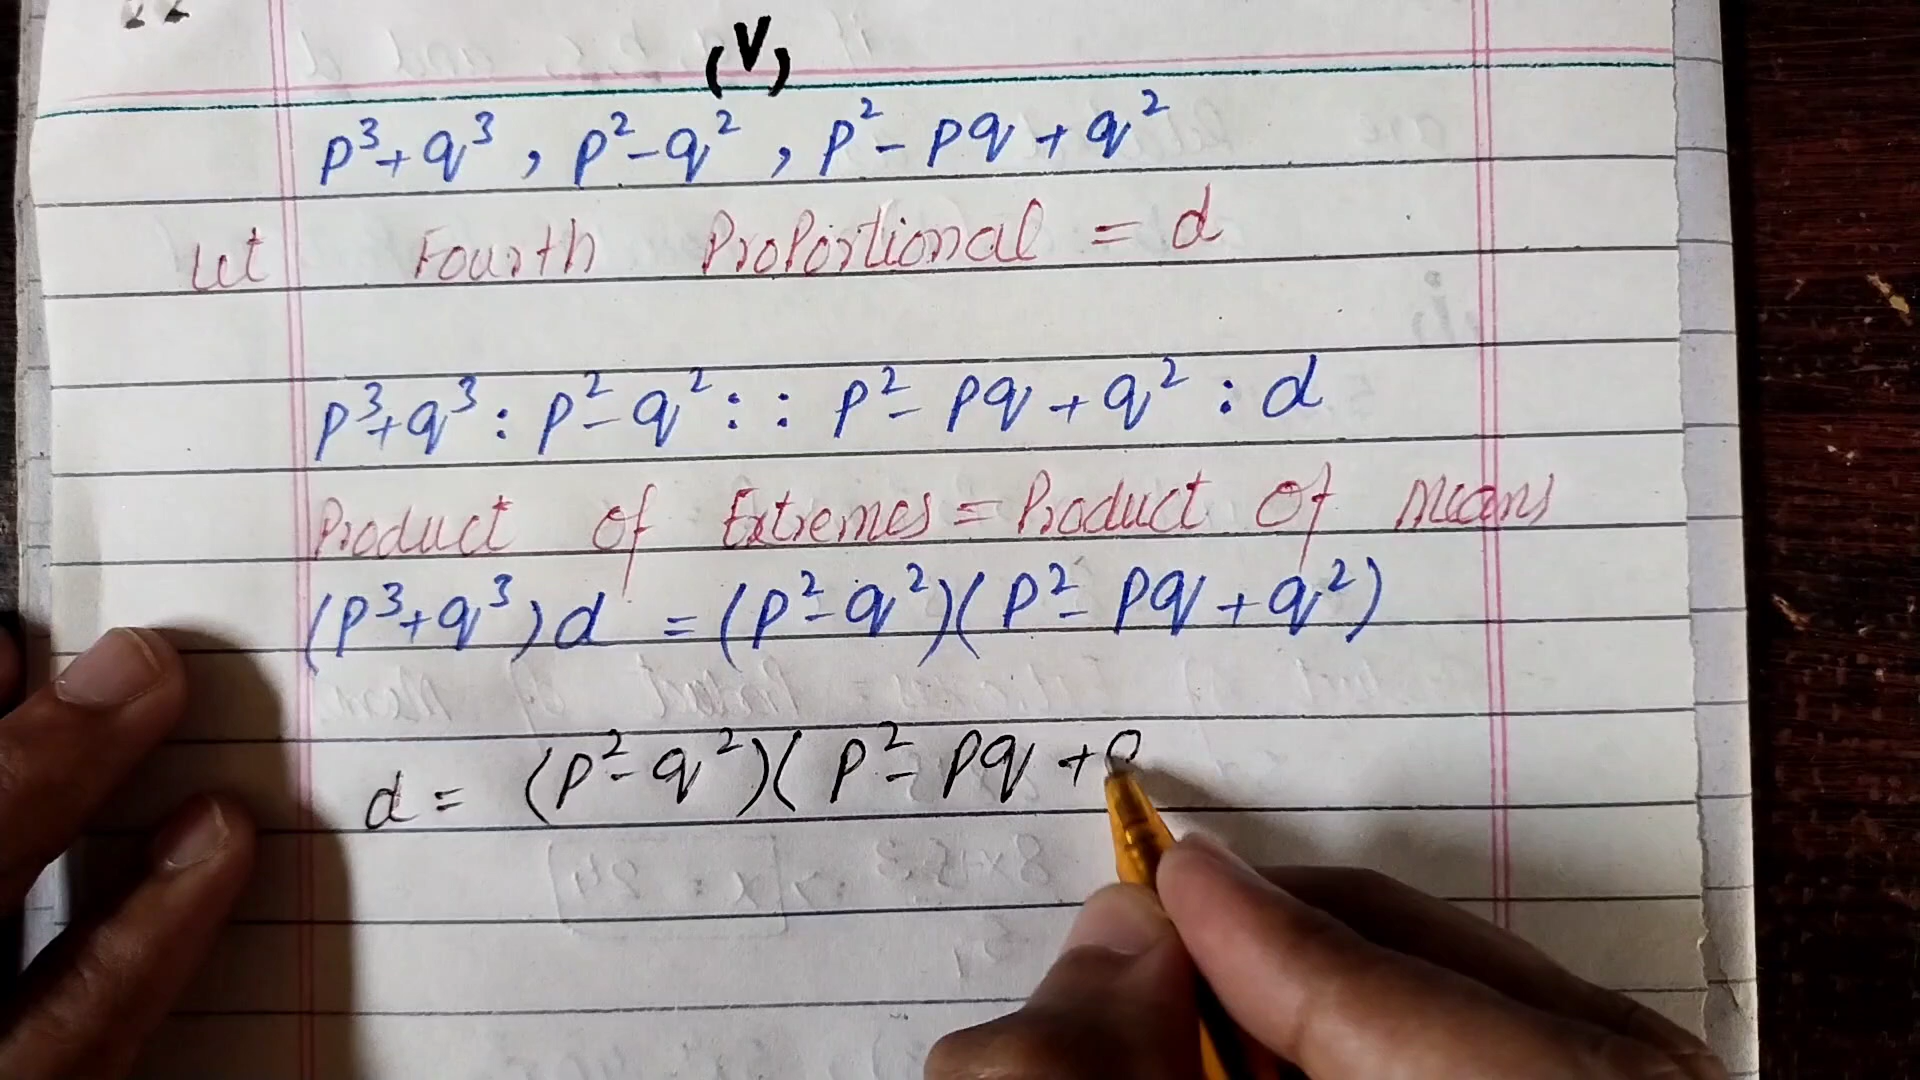 (V)
p³+q³, p²-q², p²-pq+q²
Let Fourth Proportional = d
p³+q³ : p²-q² : : p²-pq+q² : d
Product of Extremes = Product of Means
(p³+q³)d = (p²-q²)(p²-pq+q²)
d = (p²-q²)(p²-pq+